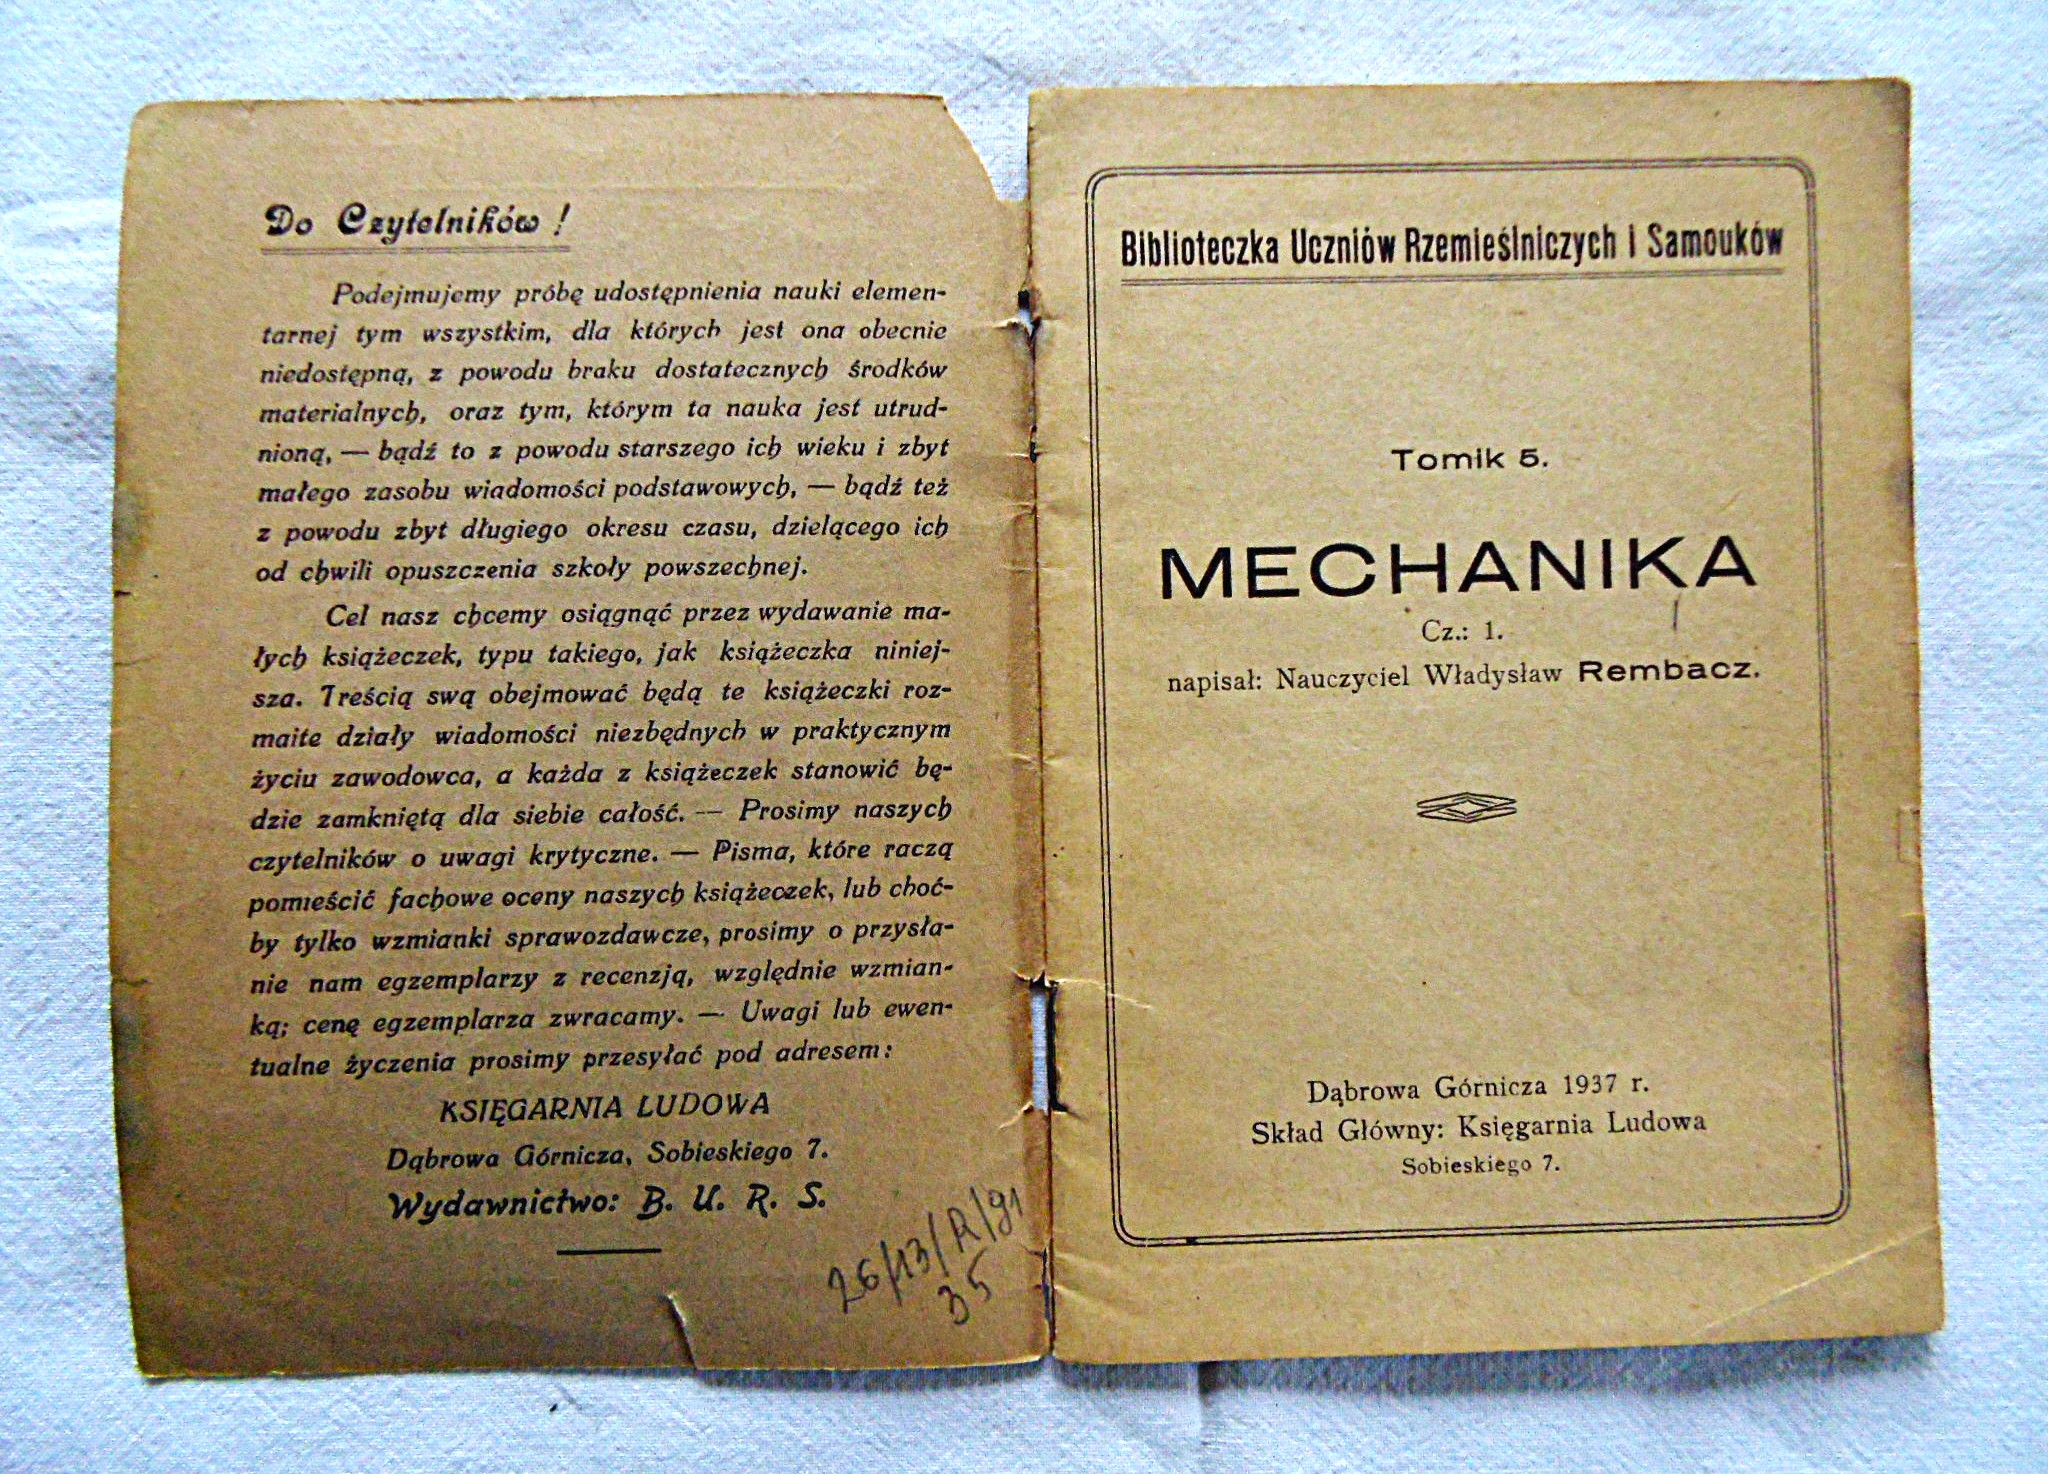 Do Czytelników!
Podejmujemy próbę udostępnienia nauki elemen-
tarnej tym wszystkim, dla których jest ona obecnie
niedostępną, z powodu braku dostatecznych środków
materialnych, oraz tym, którym ta nauka jest utrud-
nioną, — bądź to z powodu starszego ich wieku i zbyt
małego zasobu wiadomości podstawowych, — bądź też
z powodu zbyt długiego okresu czasu, dzielącego ich
od chwili opuszczenia szkoły powszechnej.
Cel nasz chcemy osiągnąć przez wydawanie ma-
łych książeczek, typu takiego, jak książeczka niniej-
sza. Treścią swą obejmować będą te książeczki roz-
maite działy wiadomości niezbędnych w praktycznym
życiu zawodowca, a każda z książeczek stanowić bę-
dzie zamkniętą dla siebie całość. — Prosimy naszych
czytelników o uwagi krytyczne. — Pisma, które raczą
pomieścić fachowe oceny naszych książeczek, lub choć-
by tylko wzmianki sprawozdawcze, prosimy o przysła-
nie nam egzemplarzy z recenzją, względnie wzmian-
ką; cenę egzemplarza zwracamy. — Uwagi lub ewen-
tualne życzenia prosimy przesyłać pod adresem:
KSIĘGARNIA LUDOWA
Dąbrowa Górnicza, Sobieskiego 7.
Wydawnictwo: B. U. R. S.
26/13/R/91
35
Biblioteczka Uczniów Rzemieślniczych i Samouków
Tomik 5.
MECHANIKA
Cz.: 1.
napisał: Nauczyciel Władysław Rembacz.
Dąbrowa Górnicza 1937 r.
Skład Główny: Księgarnia Ludowa
Sobieskiego 7.